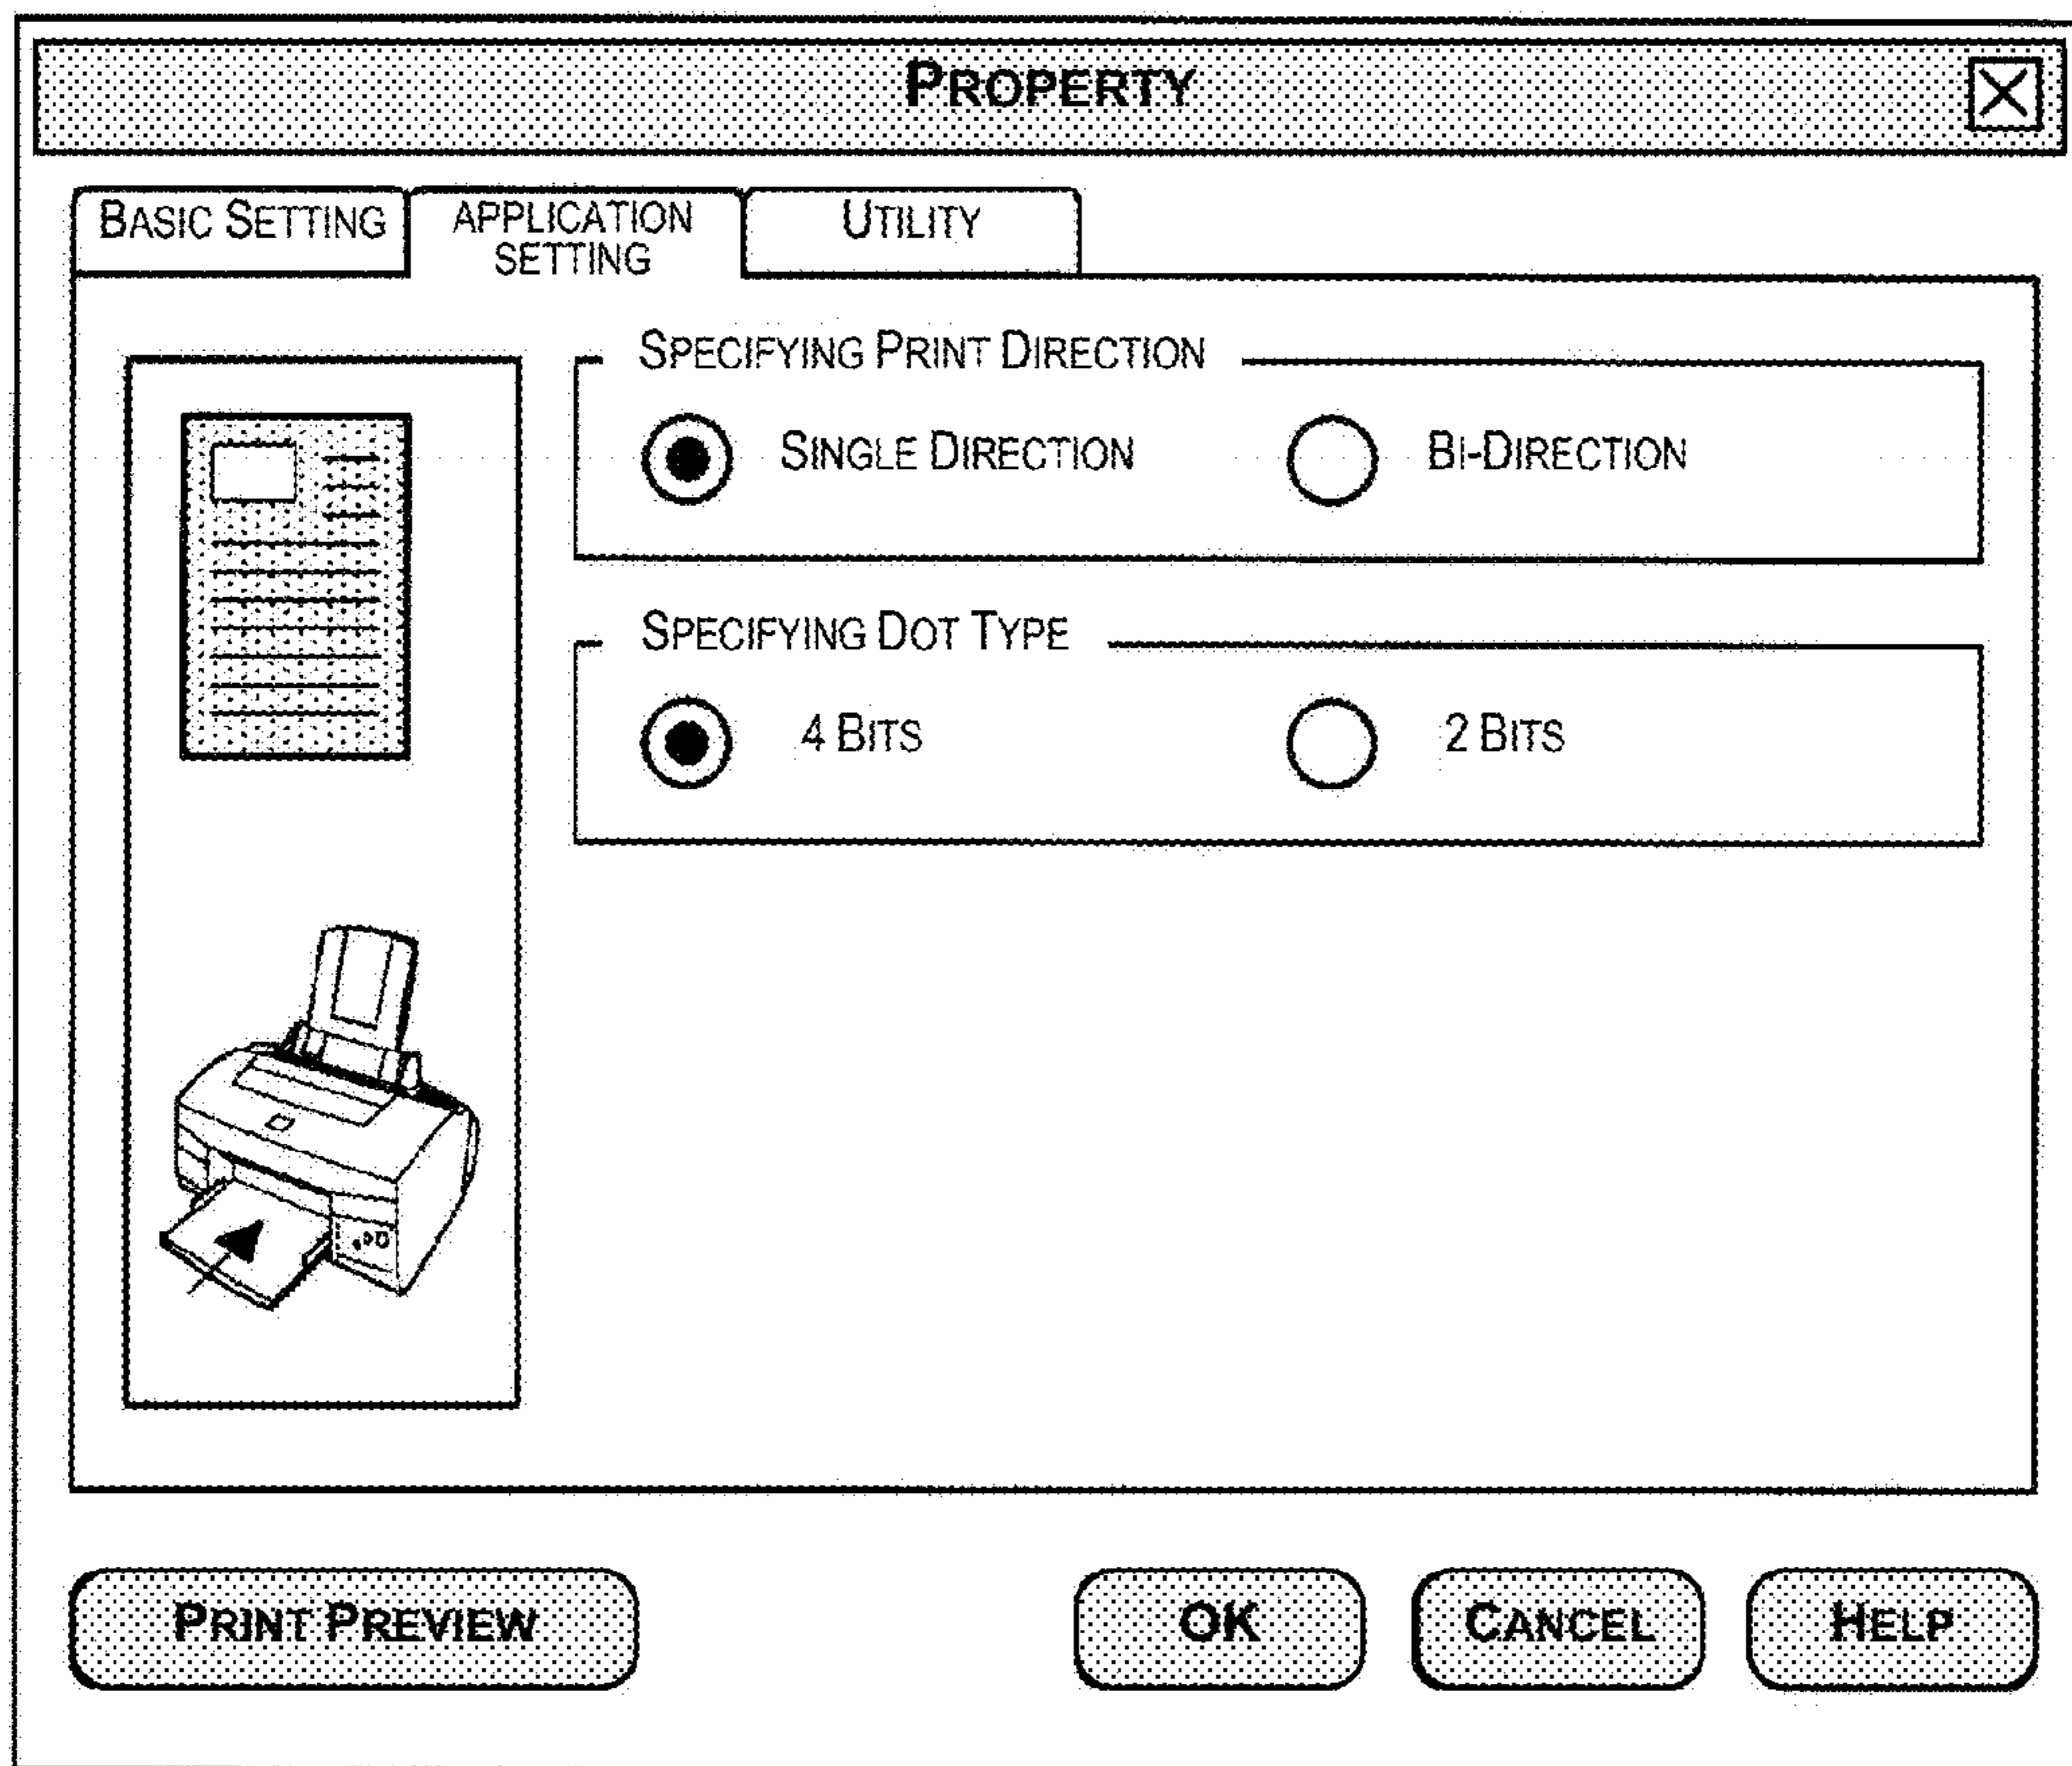 PROPERTY
BASIC SETTING
APPLICATION
SETTING
UTILITY
SPECIFYING PRINT DIRECTION
SINGLE DIRECTION
BI-DIRECTION
SPECIFYING DOT TYPE
4 BITS
2 BITS
PRINT PREVIEW
OK
CANCEL
HELP